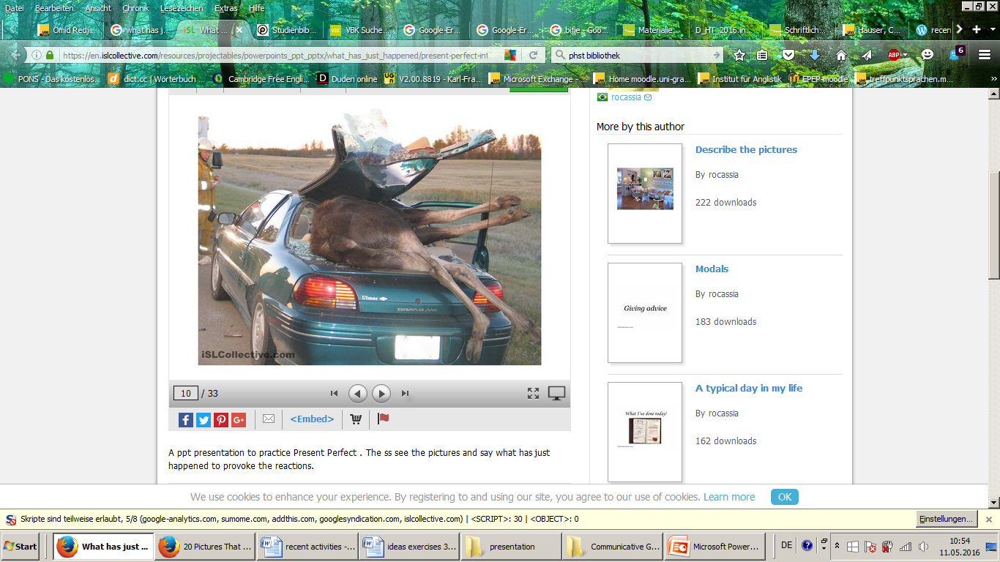 Datei Bearbeiten Ansicht Chronik Lesezeichen Extras Hilfe
Omid Redj... "what has j... iSL What ... Studienbib... VBK VBK Suche... Google-Er... Google-Er... bifie - Goo... Materialie... D_HT_2016.in... Schriftlich... Hauser, C... recen
https://en.islcollective.com/resources/projectables/powerpoints_ppt_pptx/what_has_just_happened/present-perfect-int phst bibliothek ABP 6
PONS - Das kostenlos... dict.cc | Wörterbuch ... Cambridge Free Engli... Duden online V2.00.8819 - Karl-Fra... Microsoft Exchange - ... Home moodle.uni-gra... Institut für Anglistik EPEP-moodle treffpunktsprachen.m...
rocassia
More by this author
Describe the pictures
By rocassia
222 downloads
Modals
By rocassia
183 downloads
Giving advice
A typical day in my life
By rocassia
162 downloads
What I've done today!
Ulmer
GRAND AM
iSLCollective.com
10 / 33
<Embed>
A ppt presentation to practice Present Perfect . The ss see the pictures and say what has just
happened to provoke the reactions.
We use cookies to enhance your experience. By registering to and using our site, you agree to our use of cookies. Learn more OK
Skripte sind teilweise erlaubt, 5/8 (google-analytics.com, sumome.com, addthis.com, googlesyndication.com, islcollective.com) | <SCRIPT>: 30 | <OBJECT>: 0 Einstellungen...
Start What has just ... 20 Pictures That ... recent activities -... ideas exercises 3... presentation Communicative G... Microsoft Power... DE 10:54
11.05.2016